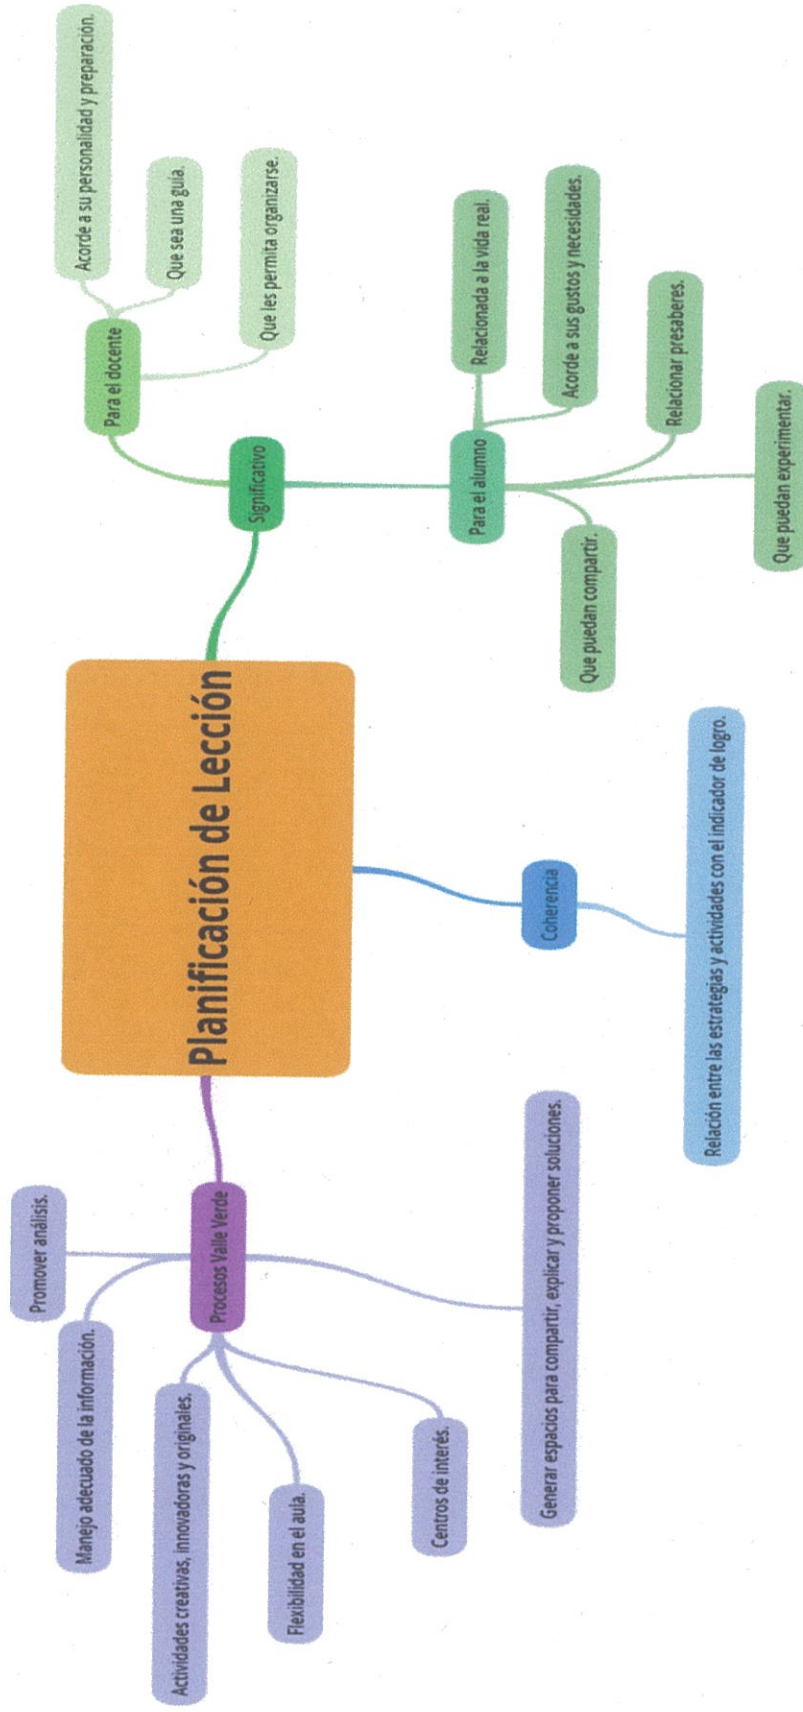 Planificación de Lección
Procesos Valle Verde
Promover análisis.
Manejo adecuado de la información.
Actividades creativas, innovadoras y originales.
Flexibilidad en el aula.
Centros de interés.
Generar espacios para compartir, explicar y proponer soluciones.
Coherencia
Relación entre las estrategias y actividades con el indicador de logro.
Significativo
Para el docente
Acorde a su personalidad y preparación.
Que sea una guía.
Que les permita organizarse.
Para el alumno
Relacionada a la vida real.
Acorde a sus gustos y necesidades.
Relacionar presaberes.
Que puedan experimentar.
Que puedan compartir.